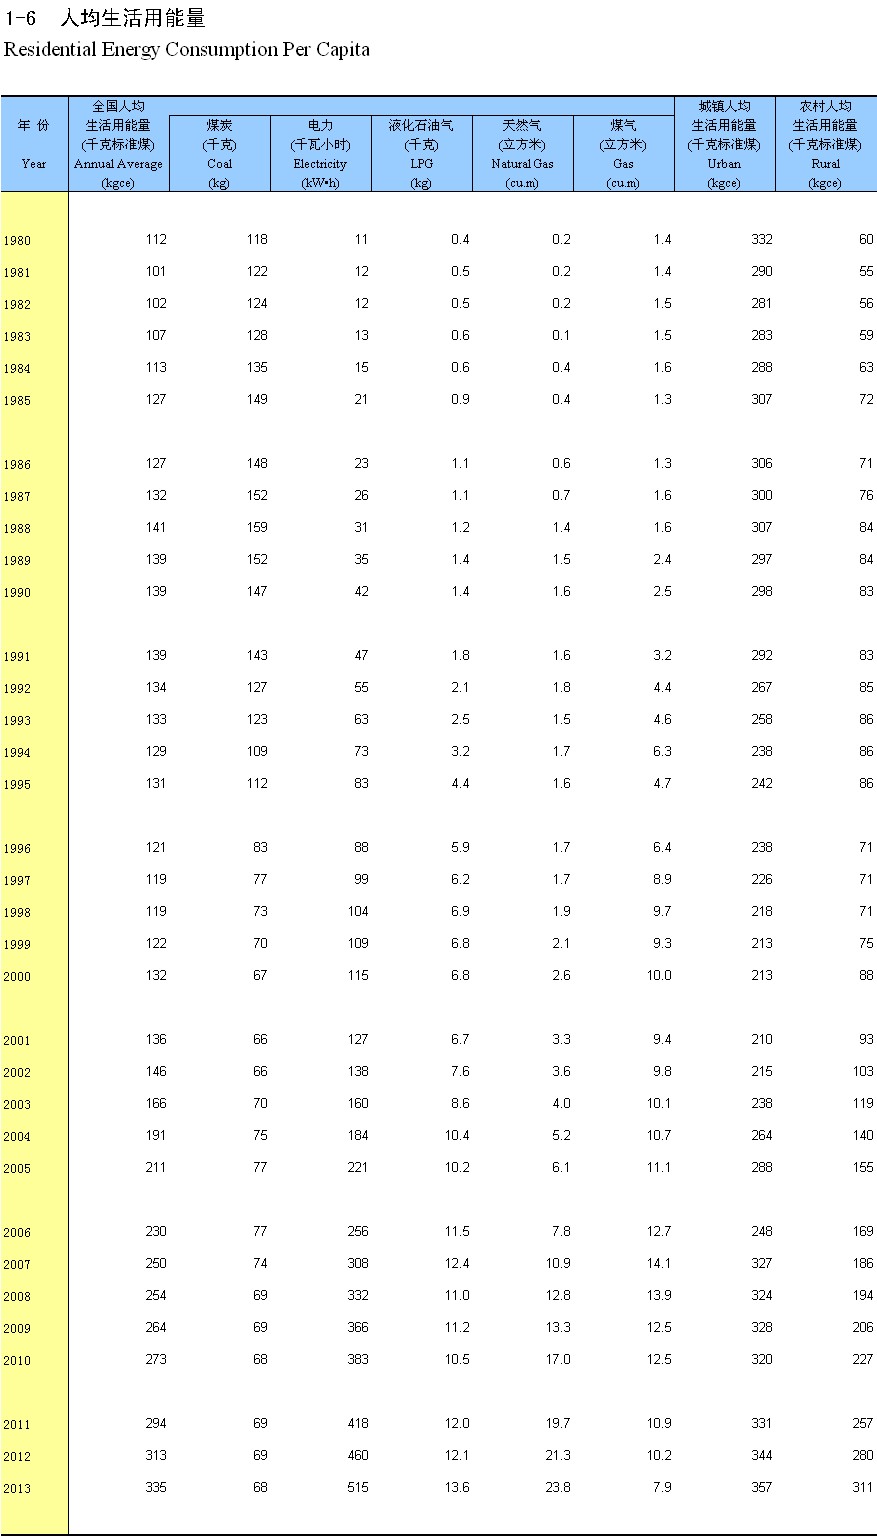 1-6 人均生活用能量
Residential Energy Consumption Per Capita
全国人均 城镇人均 农村人均
年 份 生活用能量 煤炭 电力 液化石油气 天然气 煤气 生活用能量 生活用能量
(千克标准煤) (千克) (千瓦小时) (千克) (立方米) (立方米) (千克标准煤) (千克标准煤)
Year Annual Average Coal Electricity LPG Natural Gas Gas Urban Rural
(kgce) (kg) (kW•h) (kg) (cu.m) (cu.m) (kgce) (kgce)
1980 112 118 11 0.4 0.2 1.4 332 60
1981 101 122 12 0.5 0.2 1.4 290 55
1982 102 124 12 0.5 0.2 1.5 281 56
1983 107 128 13 0.6 0.1 1.5 283 59
1984 113 135 15 0.6 0.4 1.6 288 63
1985 127 149 21 0.9 0.4 1.3 307 72
1986 127 148 23 1.1 0.6 1.3 306 71
1987 132 152 26 1.1 0.7 1.6 300 76
1988 141 159 31 1.2 1.4 1.6 307 84
1989 139 152 35 1.4 1.5 2.4 297 84
1990 139 147 42 1.4 1.6 2.5 298 83
1991 139 143 47 1.8 1.6 3.2 292 83
1992 134 127 55 2.1 1.8 4.4 267 85
1993 133 123 63 2.5 1.5 4.6 258 86
1994 129 109 73 3.2 1.7 6.3 238 86
1995 131 112 83 4.4 1.6 4.7 242 86
1996 121 83 88 5.9 1.7 6.4 238 71
1997 119 77 99 6.2 1.7 8.9 226 71
1998 119 73 104 6.9 1.9 9.7 218 71
1999 122 70 109 6.8 2.1 9.3 213 75
2000 132 67 115 6.8 2.6 10.0 213 88
2001 136 66 127 6.7 3.3 9.4 210 93
2002 146 66 138 7.6 3.6 9.8 215 103
2003 166 70 160 8.6 4.0 10.1 238 119
2004 191 75 184 10.4 5.2 10.7 264 140
2005 211 77 221 10.2 6.1 11.1 288 155
2006 230 77 256 11.5 7.8 12.7 248 169
2007 250 74 308 12.4 10.9 14.1 327 186
2008 254 69 332 11.0 12.8 13.9 324 194
2009 264 69 366 11.2 13.3 12.5 328 206
2010 273 68 383 10.5 17.0 12.5 320 227
2011 294 69 418 12.0 19.7 10.9 331 257
2012 313 69 460 12.1 21.3 10.2 344 280
2013 335 68 515 13.6 23.8 7.9 357 311